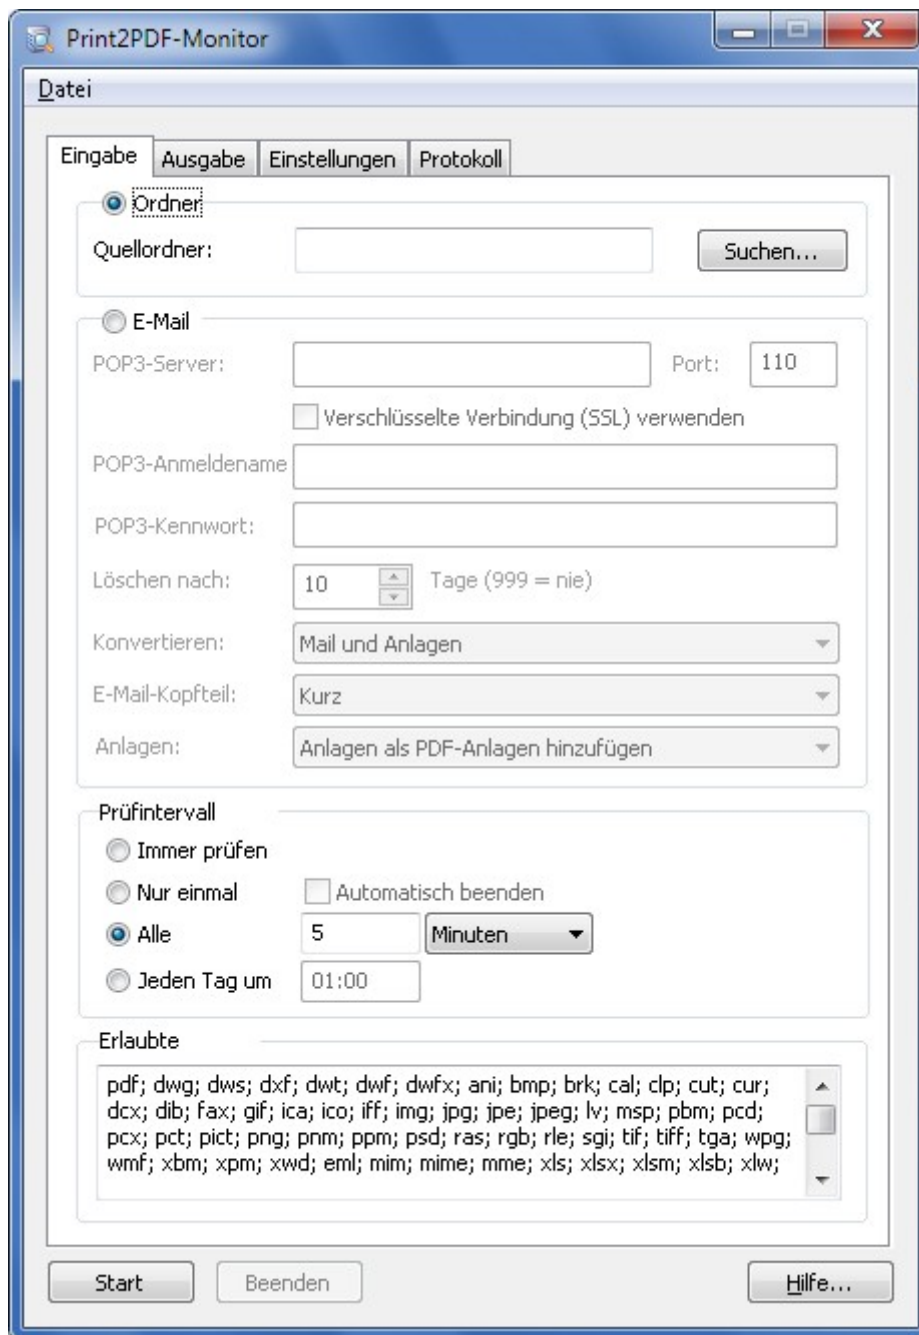 Print2PDF-Monitor
Datei
Eingabe Ausgabe Einstellungen Protokoll
Ordner
Quellordner: Suchen...
E-Mail
POP3-Server: Port: 110
Verschlüsselte Verbindung (SSL) verwenden
POP3-Anmeldename
POP3-Kennwort:
Löschen nach: 10 Tage (999 = nie)
Konvertieren: Mail und Anlagen
E-Mail-Kopfteil: Kurz
Anlagen: Anlagen als PDF-Anlagen hinzufügen
Prüfintervall
Immer prüfen
Nur einmal Automatisch beenden
Alle 5 Minuten
Jeden Tag um 01:00
Erlaubte
pdf; dwg; dws; dxf; dwt; dwf; dwfx; ani; bmp; brk; cal; clp; cut; cur;
dcx; dib; fax; gif; ica; ico; iff; img; jpg; jpe; jpeg; lv; msp; pbm; pcd;
pcx; pct; pict; png; pnm; ppm; psd; ras; rgb; rle; sgi; tif; tiff; tga; wpg;
wmf; xbm; xpm; xwd; eml; mim; mime; mme; xls; xlsx; xlsm; xlsb; xlw;
Start Beenden Hilfe...